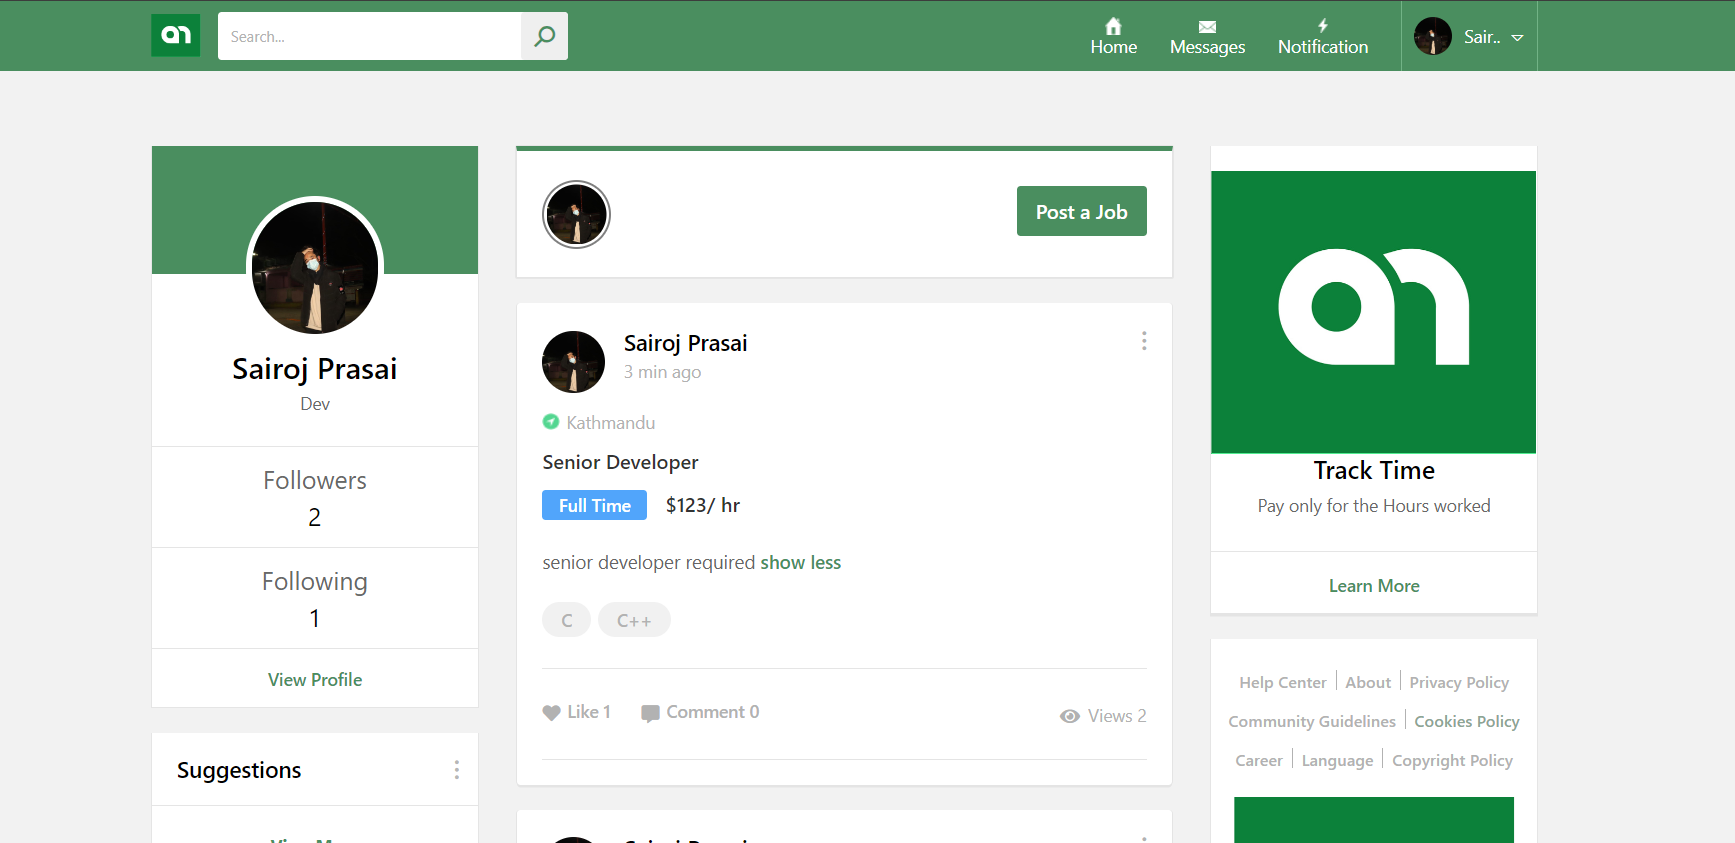 an
Search...
Home
Messages
Notification
Sair..
Sairoj Prasai
Dev
Followers
2
Following
1
View Profile
Suggestions
Post a Job
Sairoj Prasai
3 min ago
Kathmandu
Senior Developer
Full Time $123/ hr
senior developer required show less
C C++
Like 1 Comment 0 Views 2
an
Track Time
Pay only for the Hours worked
Learn More
Help Center About Privacy Policy
Community Guidelines Cookies Policy
Career Language Copyright Policy